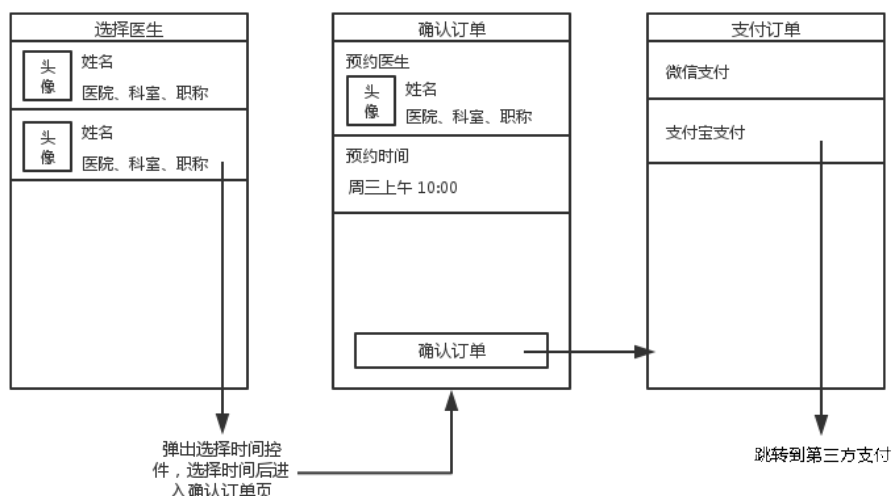 选择医生
头
像
姓名
医院、科室、职称
头
像
姓名
医院、科室、职称
弹出选择时间控
件，选择时间后进
入确认订单页
确认订单
预约医生
头
像
姓名
医院、科室、职称
预约时间
周三上午 10:00
确认订单
支付订单
微信支付
支付宝支付
跳转到第三方支付